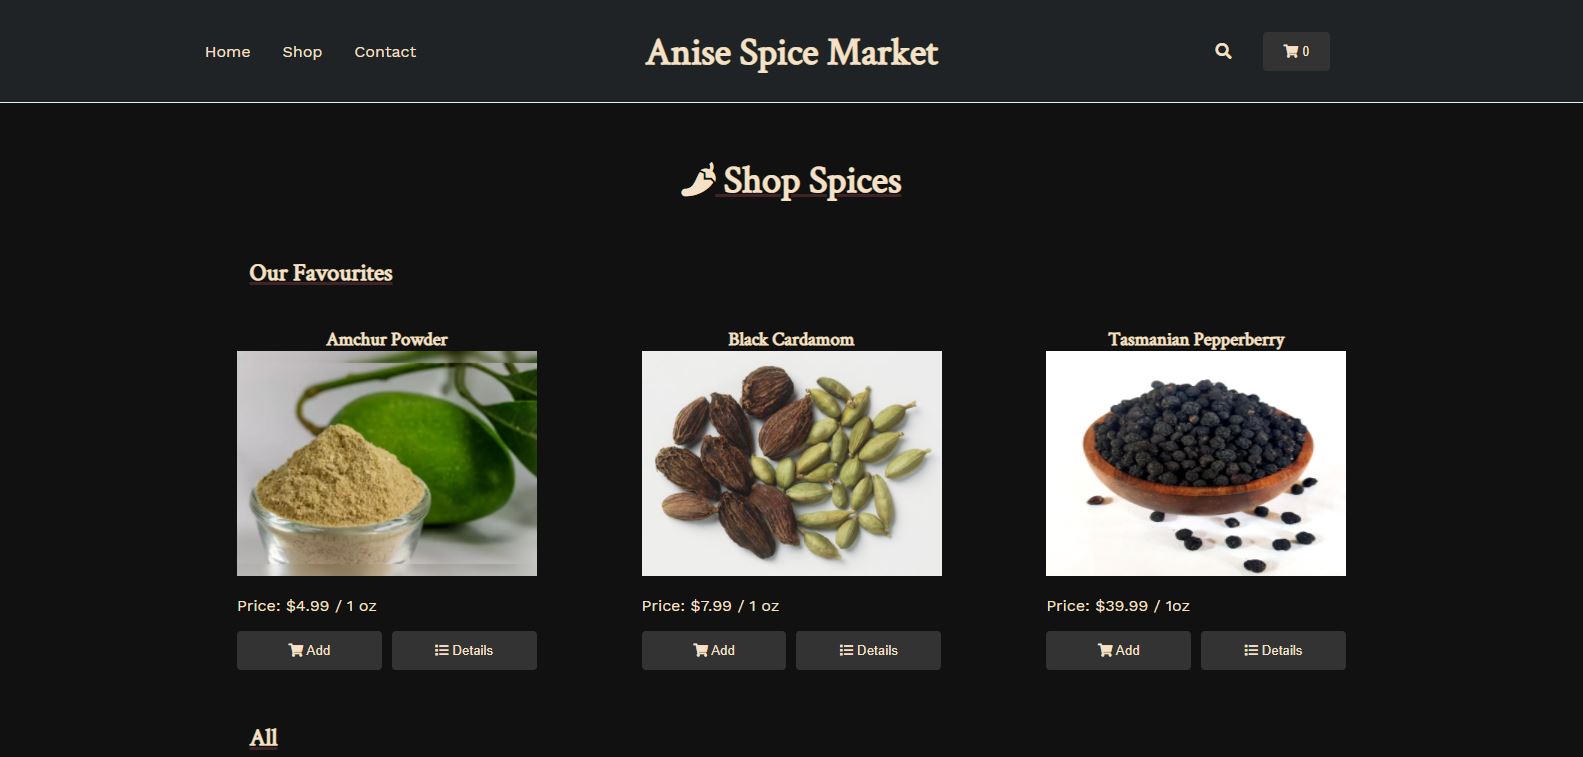 Home Shop Contact
Anise Spice Market
0
Shop Spices
Our Favourites
Amchur Powder
Black Cardamom
Tasmanian Pepperberry
Price: $4.99 / 1 oz
Price: $7.99 / 1 oz
Price: $39.99 / 1oz
Add Details
Add Details
Add Details
All